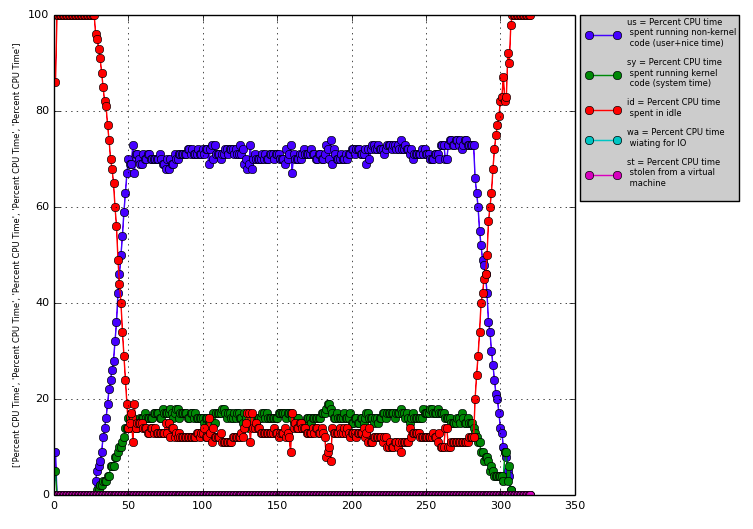 100
80
60
40
20
0
0 50 100 150 200 250 300 350
['Percent CPU Time', 'Percent CPU Time', 'Percent CPU Time', 'Percent CPU Time', 'Percent CPU Time']
us = Percent CPU time
spent running non-kernel
code (user+nice time)
sy = Percent CPU time
spent running kernel
code (system time)
id = Percent CPU time
spent in idle
wa = Percent CPU time
wiating for IO
st = Percent CPU time
stolen from a virtual
machine